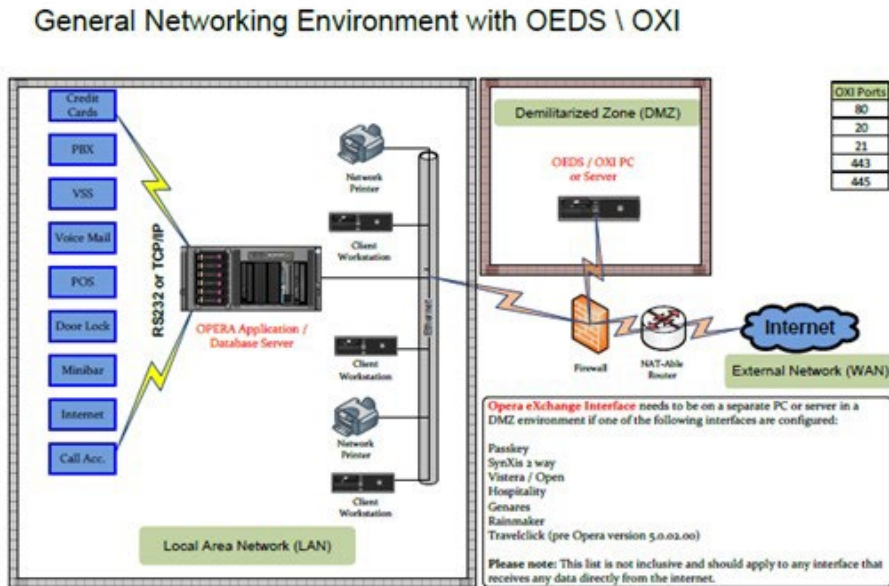 General Networking Environment with OEDS \ OXI
Credit
Cards
PBX
VSS
Voice Mail
POS
Door Lock
Minibar
Internet
Call Acc.
RS232 or TCP/IP
OPERA Application /
Database Server
Network
Printer
Client
Workstation
Client
Workstation
Network
Printer
Client
Workstation
Ethernet
Local Area Network (LAN)
Demilitarized Zone (DMZ)
OEDS / OXI PC
or Server
OXI Ports
80
20
21
443
445
Firewall
NAT-Able
Router
Internet
External Network (WAN)
Opera eXchange Interface needs to be on a separate PC or server in a
DMZ environment if one of the following interfaces are configured:
Passkey
SynXis 2 way
Vistera / Open
Hospitality
Genares
Rainmaker
Travelclick (pre Opera version 5.0.02.00)
Please note: This list is not inclusive and should apply to any interface that
receives any data directly from the internet.